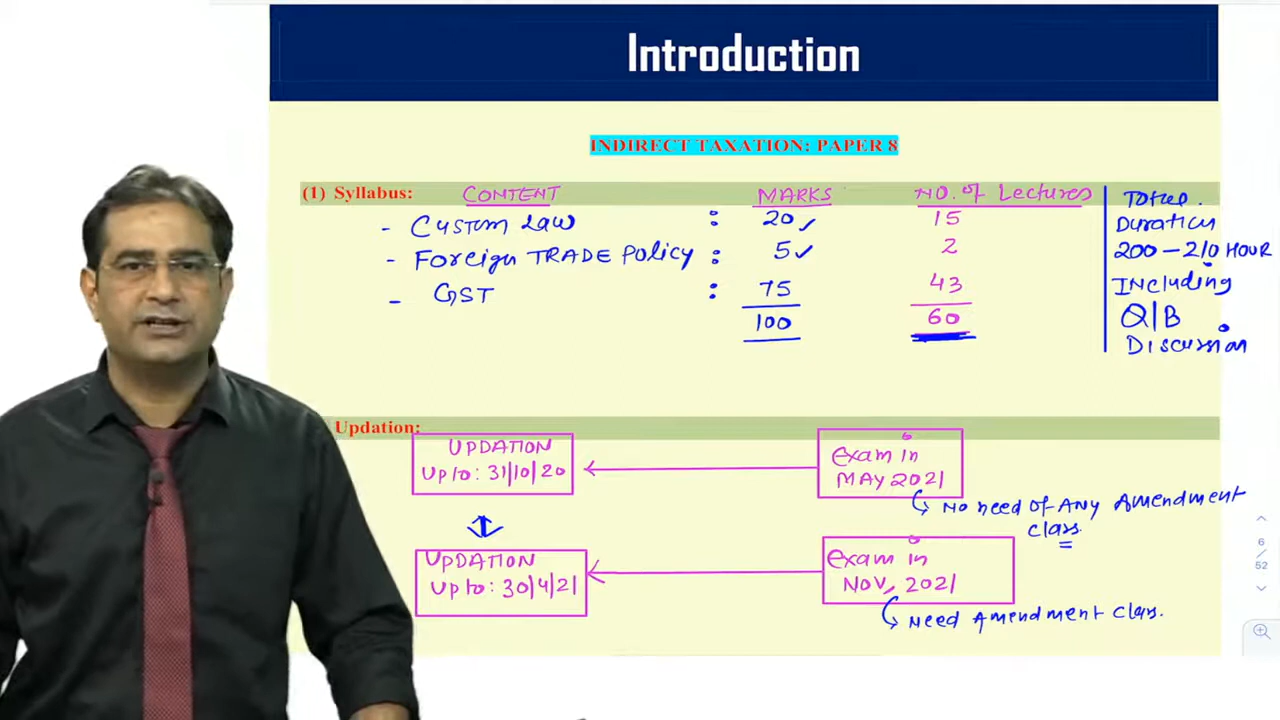 Introduction
INDIRECT TAXATION: PAPER 8
(1) Syllabus: CONTENT MARKS NO. of Lectures
- Custom Law : 20 ✓ 15
- Foreign TRADE Policy : 5 ✓ 2
- GST : 75 43
100 60
Total
Duration
200 - 210 HOUR
Including
Q/B
Discussion
Updation:
UPDATION
Up to: 31/10/20
Exam in
MAY 2021
No need of Any Amendment
class.
UPDATION
Up to: 30/4/21
Exam in
NOV, 2021
Need Amendment Class.
6
/
52